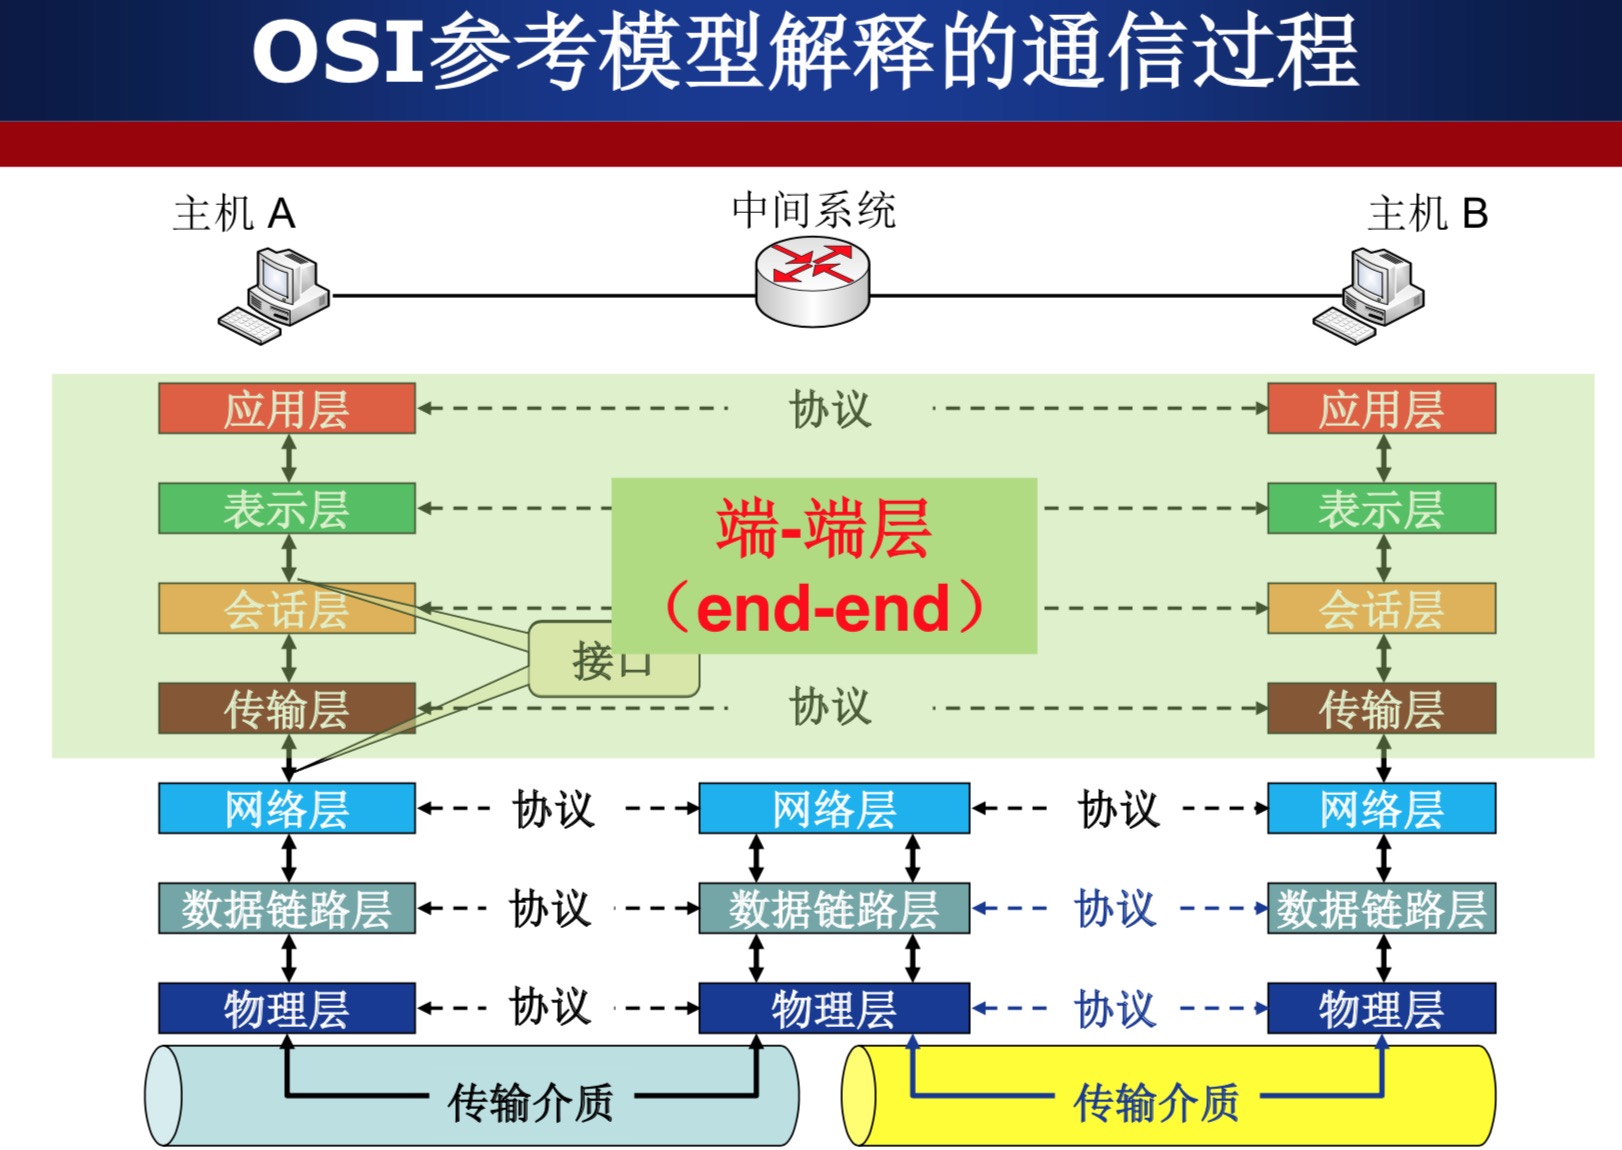 OSI参考模型解释的通信过程
主机 A
中间系统
主机 B
应用层
协议
应用层
表示层
表示层
端-端层
(end-end)
会话层
会话层
接口
传输层
协议
传输层
网络层
协议
网络层
协议
网络层
数据链路层
协议
数据链路层
协议
数据链路层
物理层
协议
物理层
协议
物理层
传输介质
传输介质